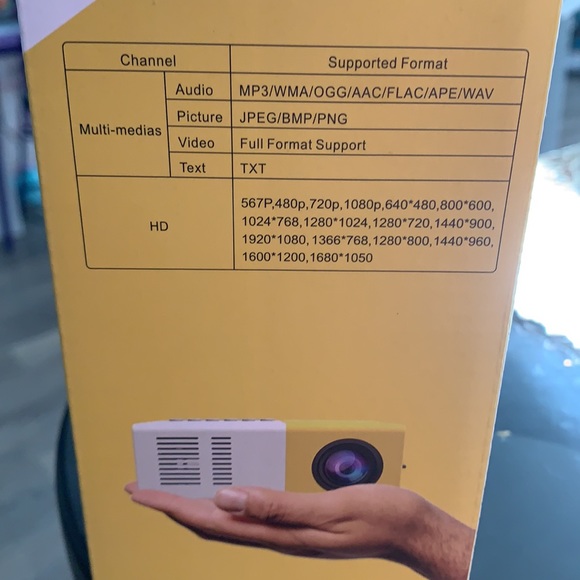 Channel Supported Format
Multi-medias
Audio MP3/WMA/OGG/AAC/FLAC/APE/WAV
Picture JPEG/BMP/PNG
Video Full Format Support
Text TXT
HD
567P,480p,720p,1080p,640*480,800*600,
1024*768,1280*1024,1280*720,1440*900,
1920*1080, 1366*768,1280*800,1440*960,
1600*1200,1680*1050